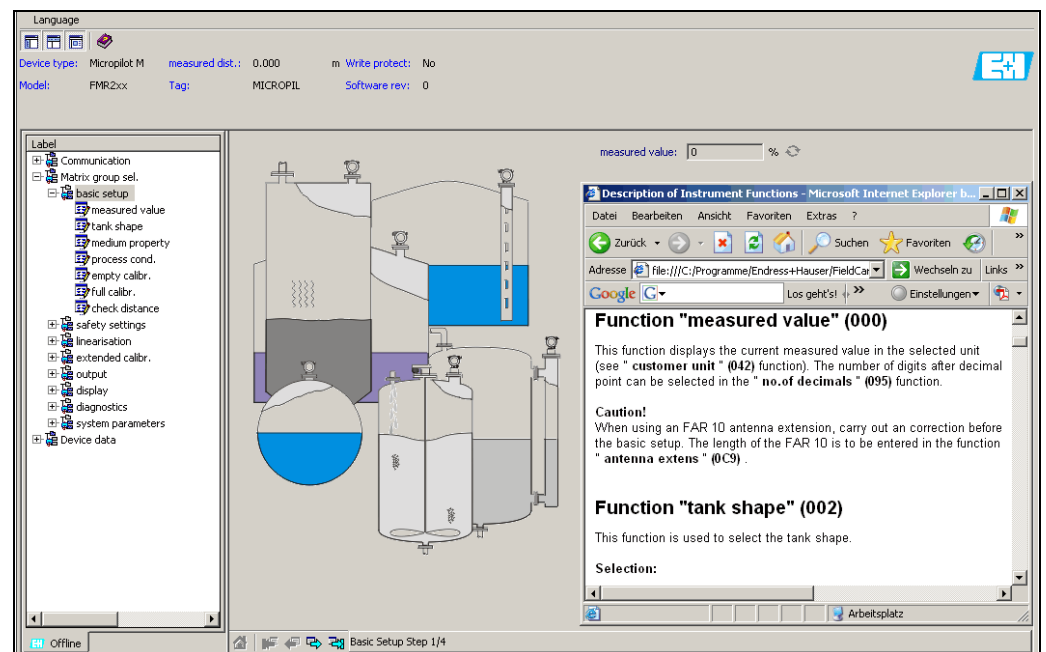 Language
Device type: Micropilot M measured dist.: 0.000 m Write protect: No
E+H
Model: FMR2xx Tag: MICROPIL Software rev: 0
Label
Communication
Matrix group sel.
basic setup
measured value
tank shape
medium property
process cond.
empty calibr.
full calibr.
check distance
safety settings
linearisation
extended calibr.
output
display
diagnostics
system parameters
Device data
Offline
measured value: 0 %
Description of Instrument Functions - Microsoft Internet Explorer b...
Datei Bearbeiten Ansicht Favoriten Extras ?
Zurück Suchen Favoriten »
Adresse file:///C:/Programme/Endress+Hauser/FieldCar Wechseln zu Links »
Google G Los geht's! » Einstellungen
Function "measured value" (000)
This function displays the current measured value in the selected unit
(see " customer unit " (042) function). The number of digits after decimal
point can be selected in the " no.of decimals " (095) function.
Caution!
When using an FAR 10 antenna extension, carry out an correction before
the basic setup. The length of the FAR 10 is to be entered in the function
" antenna extens " (0C9) .
Function "tank shape" (002)
This function is used to select the tank shape.
Selection:
Arbeitsplatz
Basic Setup Step 1/4